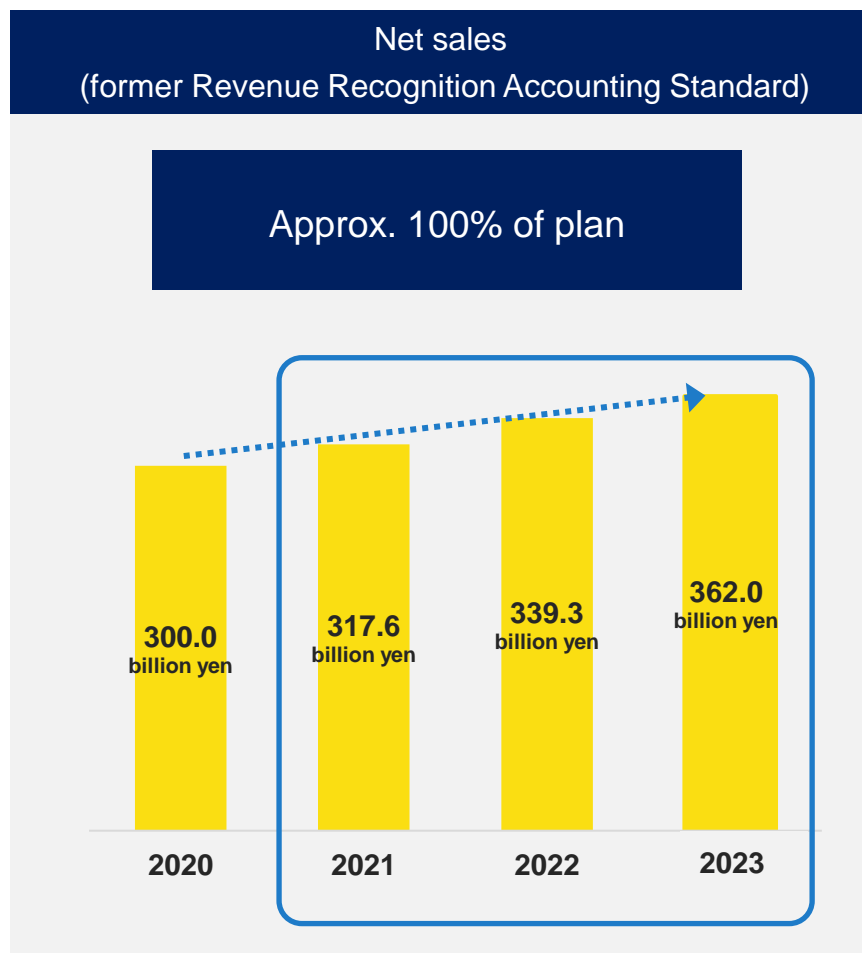 Net sales
(former Revenue Recognition Accounting Standard)
Approx. 100% of plan
300.0
billion yen
317.6
billion yen
339.3
billion yen
362.0
billion yen
2020
2021
2022
2023